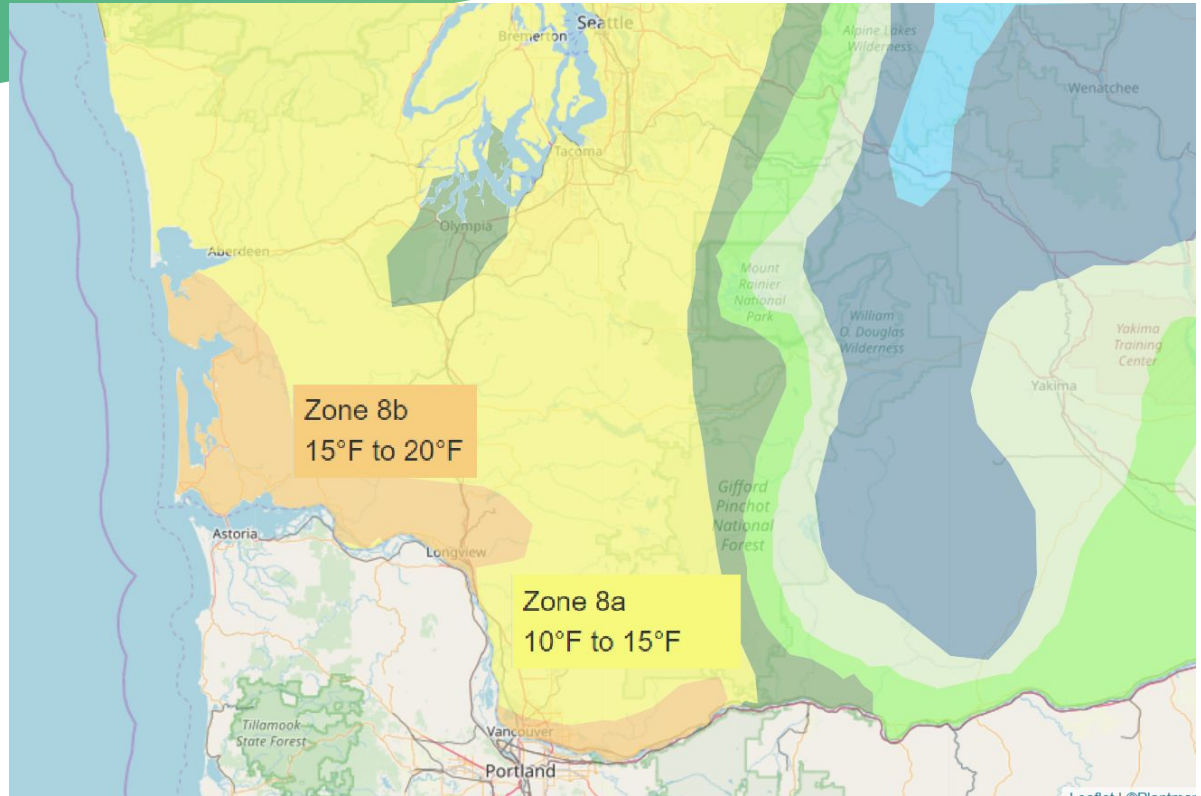 Seattle
Bremerton
Alpine Lakes
Wilderness
Wenatchee
Tacoma
Olympia
Aberdeen
Mount
Rainier
National
Park
William
O. Douglas
Wilderness
Yakima
Training
Center
Yakima
Zone 8b
15°F to 20°F
Gifford
Pinchot
National
Forest
Astoria
Longview
Zone 8a
10°F to 15°F
Tillamook
State Forest
Vancouver
Portland